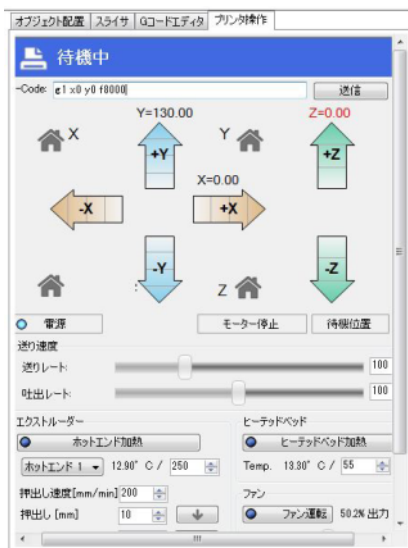 オブジェクト配置 スライサ Gコードエディタ プリンタ操作
待機中
-Code: g1 x0 y0 f8000 送信
Y=130.00 Z=0.00
X Y
+Y +Z
X=0.00
-X +X
-Y -Z
Z
電源 モーター停止 待機位置
送り速度
送りレート: 100
吐出レート: 100
エクストルーダー ヒーテッドベッド
ホットエンド加熱 ヒーテッドベッド加熱
ホットエンド 1 12.90° C / 250 Temp. 13.30° C / 55
押出し速度[mm/min] 200 ファン
押出し [mm] 10 ファン運転 50.2% 出力